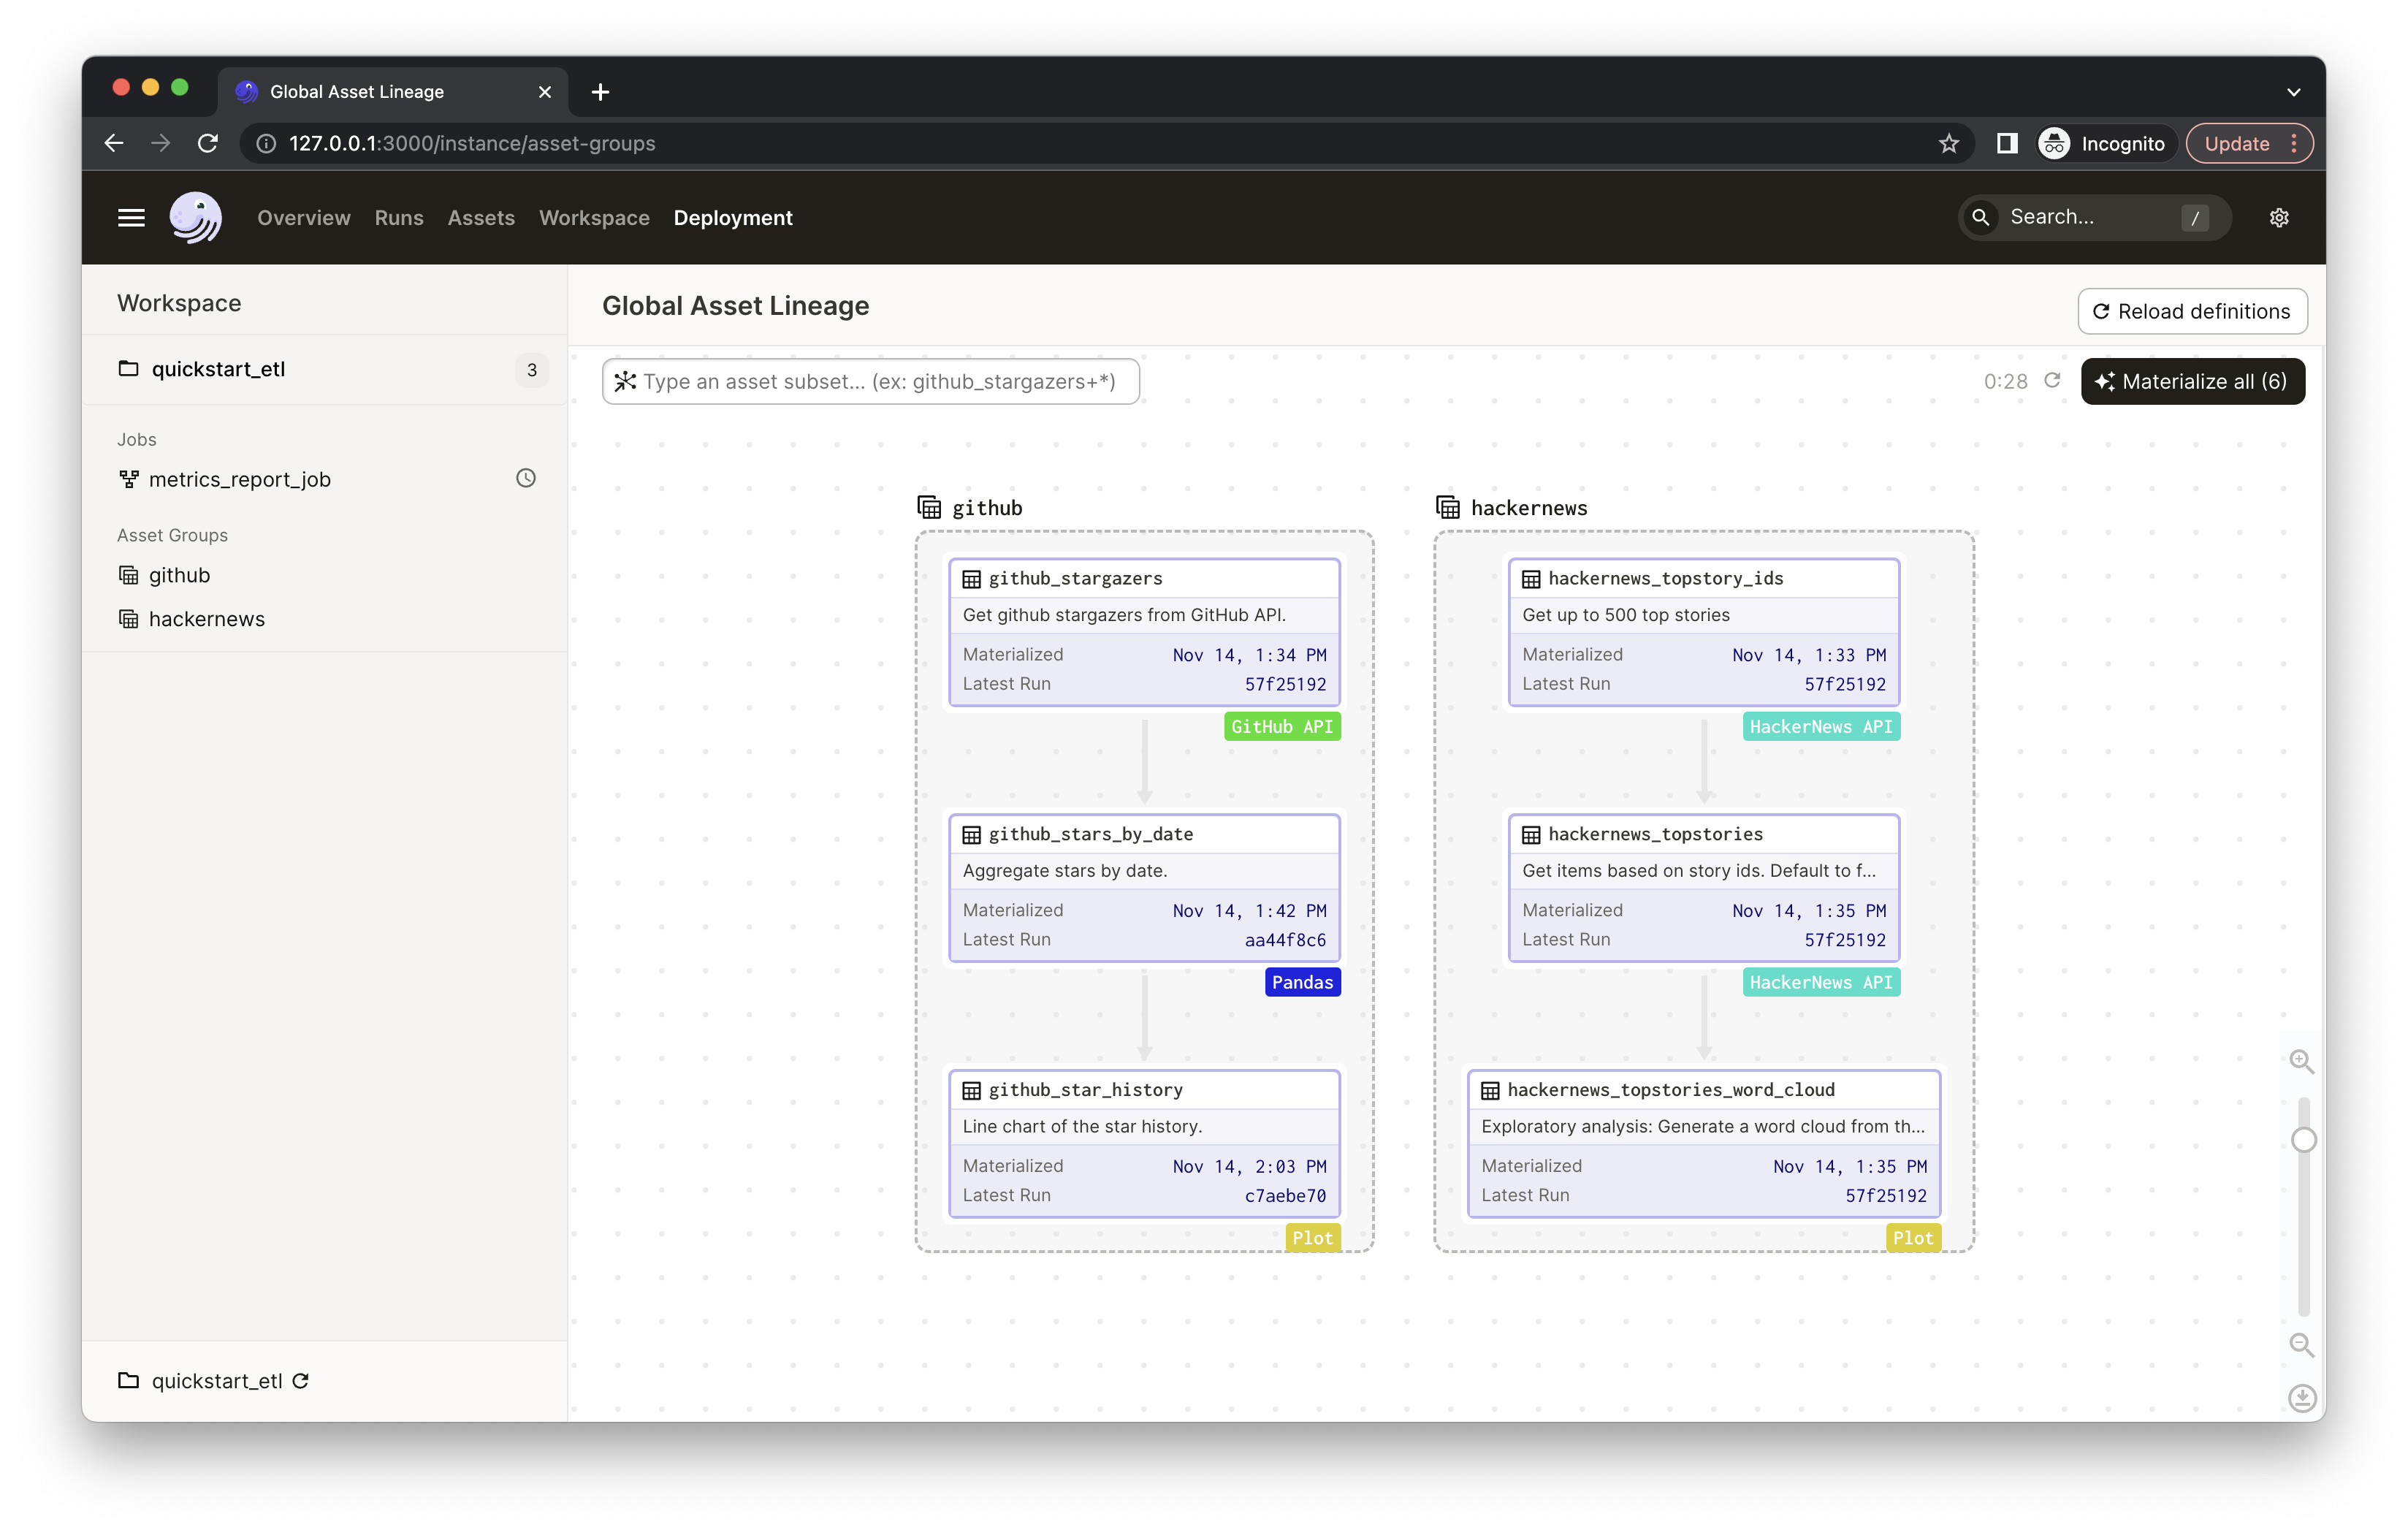 Global Asset Lineage
127.0.0.1:3000/instance/asset-groups
Incognito
Update
Overview Runs Assets Workspace Deployment
Search... /
Workspace
quickstart_etl 3
Jobs
metrics_report_job
Asset Groups
github
hackernews
quickstart_etl
Global Asset Lineage
Reload definitions
Type an asset subset... (ex: github_stargazers+*)
0:28
Materialize all (6)
github
github_stargazers
Get github stargazers from GitHub API.
Materialized Nov 14, 1:34 PM
Latest Run 57f25192
GitHub API
github_stars_by_date
Aggregate stars by date.
Materialized Nov 14, 1:42 PM
Latest Run aa44f8c6
Pandas
github_star_history
Line chart of the star history.
Materialized Nov 14, 2:03 PM
Latest Run c7aebe70
Plot
hackernews
hackernews_topstory_ids
Get up to 500 top stories
Materialized Nov 14, 1:33 PM
Latest Run 57f25192
HackerNews API
hackernews_topstories
Get items based on story ids. Default to f...
Materialized Nov 14, 1:35 PM
Latest Run 57f25192
HackerNews API
hackernews_topstories_word_cloud
Exploratory analysis: Generate a word cloud from th...
Materialized Nov 14, 1:35 PM
Latest Run 57f25192
Plot